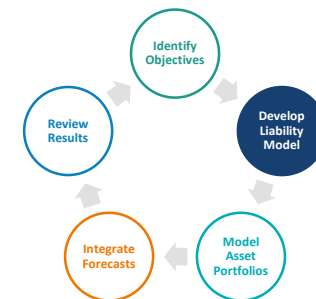 Identify
Objectives
Develop
Liability
Model
Model
Asset
Portfolios
Integrate
Forecasts
Review
Results